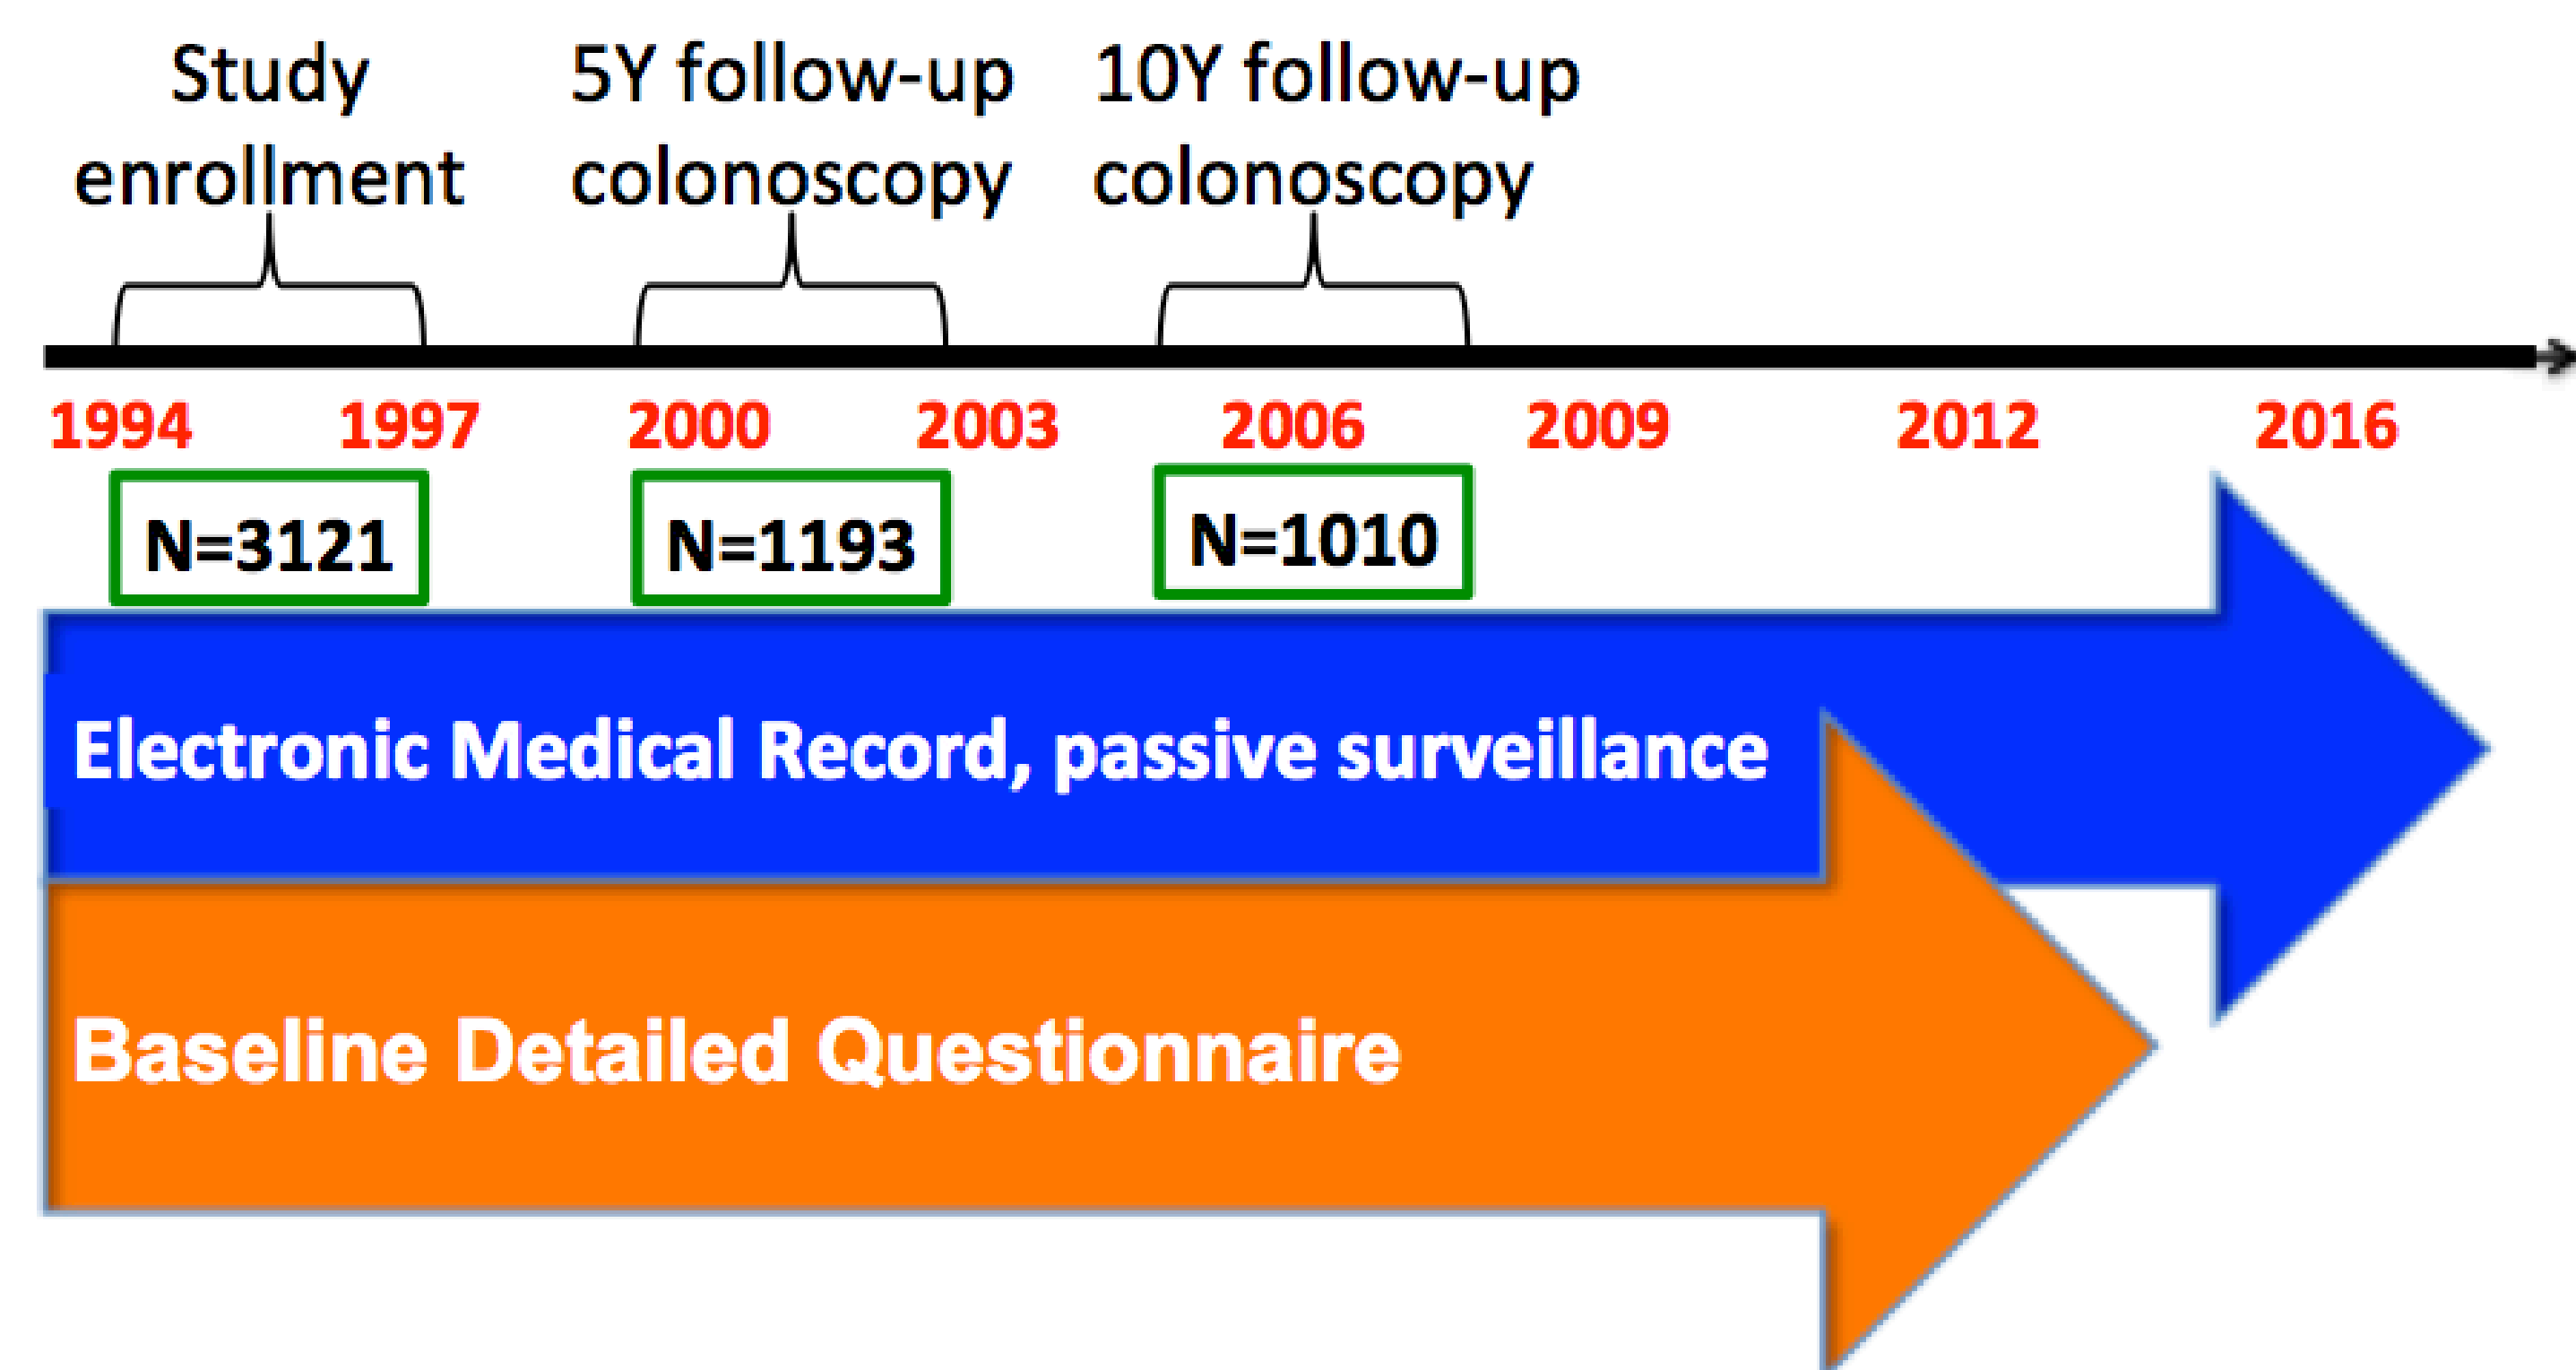 Study
enrollment
5Y follow-up
colonoscopy
10Y follow-up
colonoscopy
1994 1997 2000 2003 2006 2009 2012 2016
N=3121 N=1193 N=1010
Electronic Medical Record, passive surveillance
Baseline Detailed Questionnaire